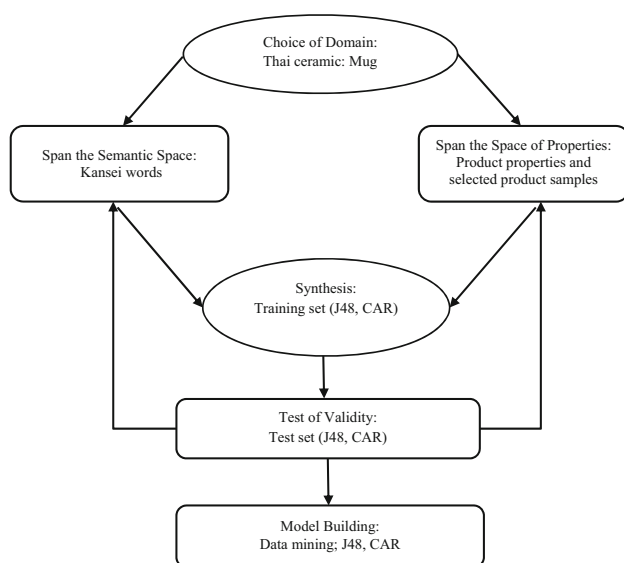 Choice of Domain:
Thai ceramic: Mug
Span the Semantic Space:
Kansei words
Span the Space of Properties:
Product properties and
selected product samples
Synthesis:
Training set (J48, CAR)
Test of Validity:
Test set (J48, CAR)
Model Building:
Data mining; J48, CAR